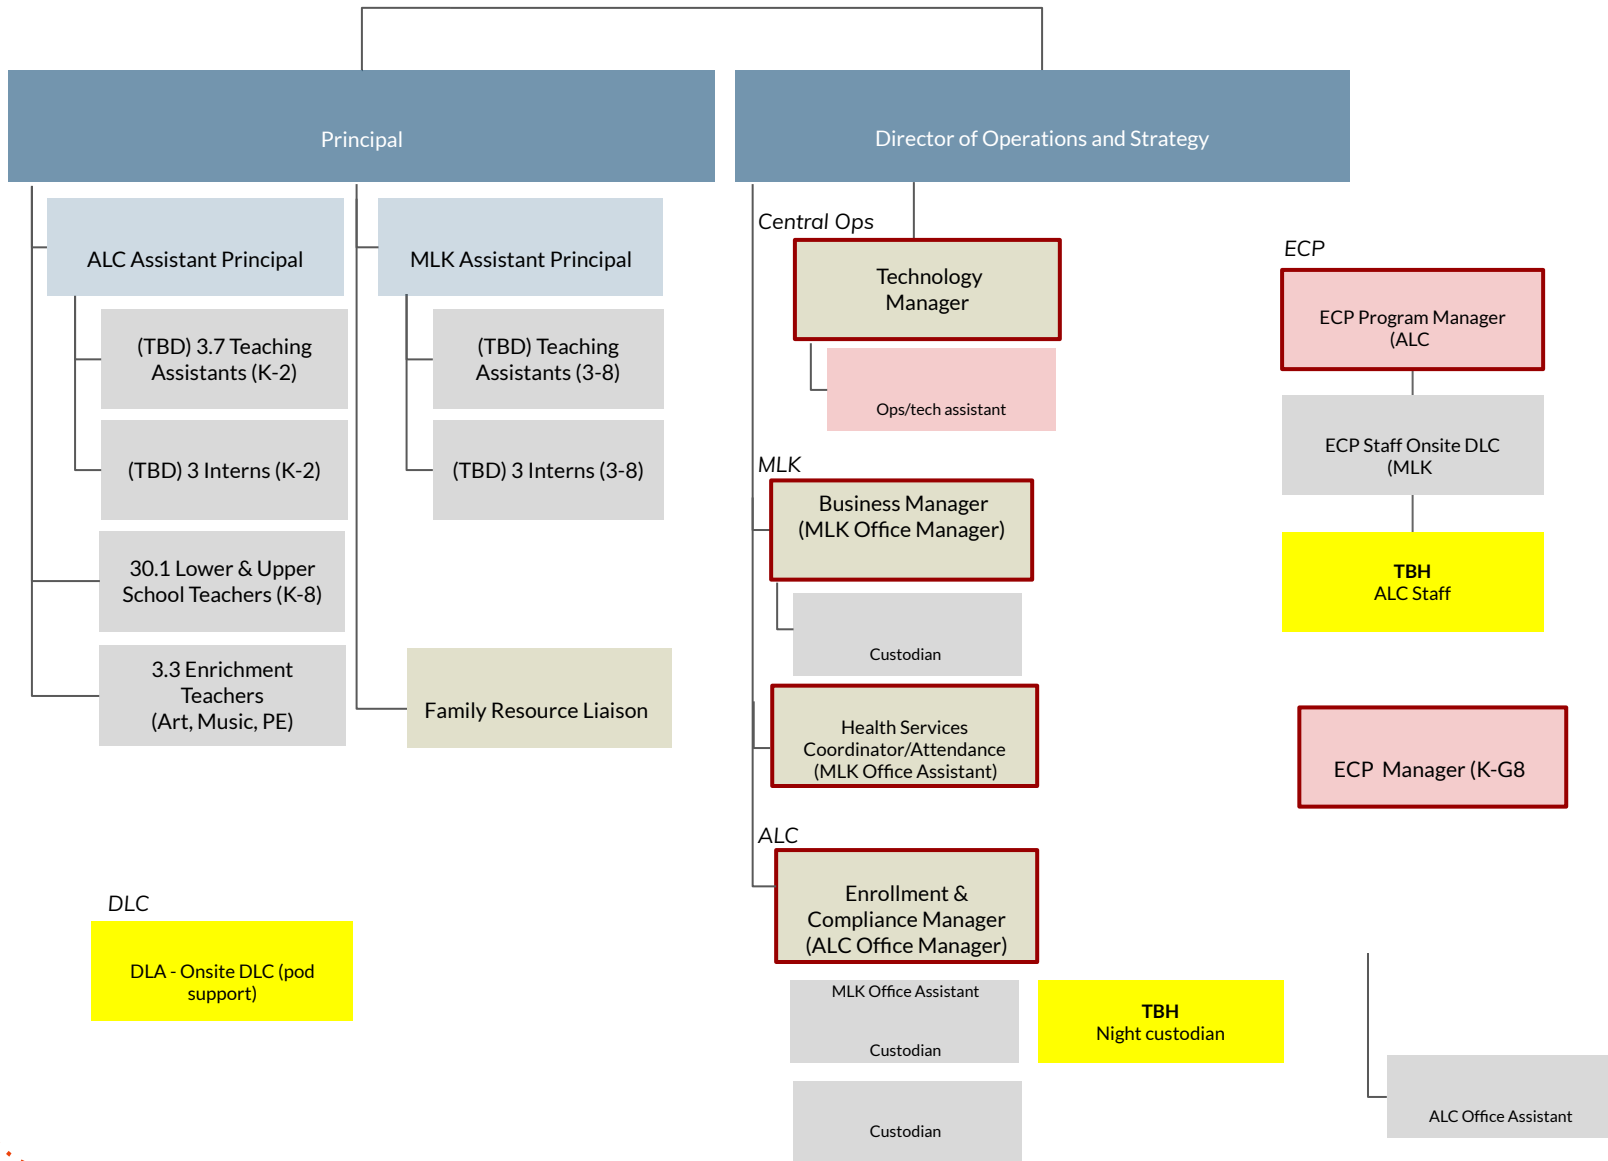 Principal
Director of Operations and Strategy
ALC Assistant Principal
(TBD) 3.7 Teaching
Assistants (K-2)
(TBD) 3 Interns (K-2)
30.1 Lower & Upper
School Teachers (K-8)
3.3 Enrichment
Teachers
(Art, Music, PE)
MLK Assistant Principal
(TBD) Teaching
Assistants (3-8)
(TBD) 3 Interns (3-8)
Family Resource Liaison
DLC
DLA - Onsite DLC (pod
support)
Central Ops
Technology
Manager
Ops/tech assistant
MLK
Business Manager
(MLK Office Manager)
Custodian
Health Services
Coordinator/Attendance
(MLK Office Assistant)
ALC
Enrollment &
Compliance Manager
(ALC Office Manager)
MLK Office Assistant
Custodian
TBH
Night custodian
Custodian
ECP
ECP Program Manager
(ALC
ECP Staff Onsite DLC
(MLK
TBH
ALC Staff
ECP Manager (K-G8
ALC Office Assistant